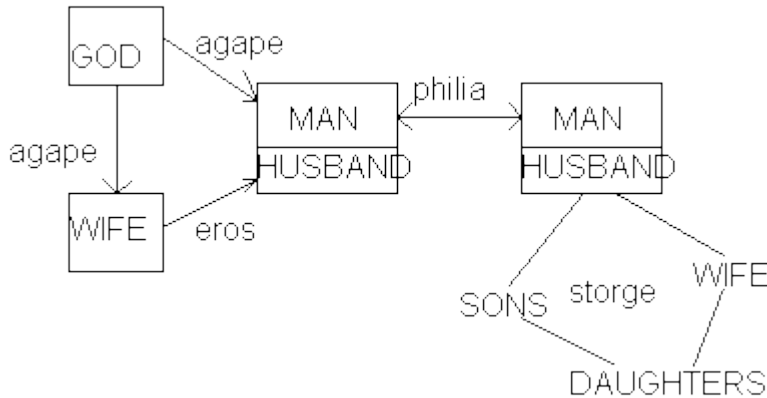 GOD
agape
agape
WIFE
eros
MAN
HUSBAND
philia
MAN
HUSBAND
SONS
storge
WIFE
DAUGHTERS